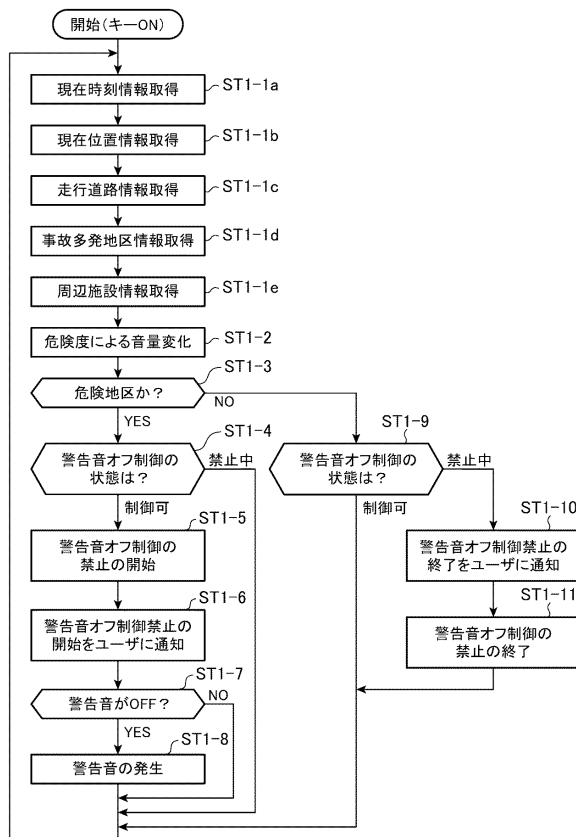 開始(キーON)
現在時刻情報取得
ST1-1a
現在位置情報取得
ST1-1b
走行道路情報取得
ST1-1c
事故多発地区情報取得
ST1-1d
周辺施設情報取得
ST1-1e
危険度による音量変化
ST1-2
危険地区か?
ST1-3
NO
YES
警告音オフ制御の
状態は?
ST1-4
禁止中
制御可
警告音オフ制御の
状態は?
ST1-9
禁止中
制御可
警告音オフ制御の
禁止の開始
ST1-5
警告音オフ制御禁止の
終了をユーザに通知
ST1-10
警告音オフ制御禁止の
開始をユーザに通知
ST1-6
警告音オフ制御の
禁止の終了
ST1-11
警告音がOFF?
ST1-7
NO
YES
警告音の発生
ST1-8